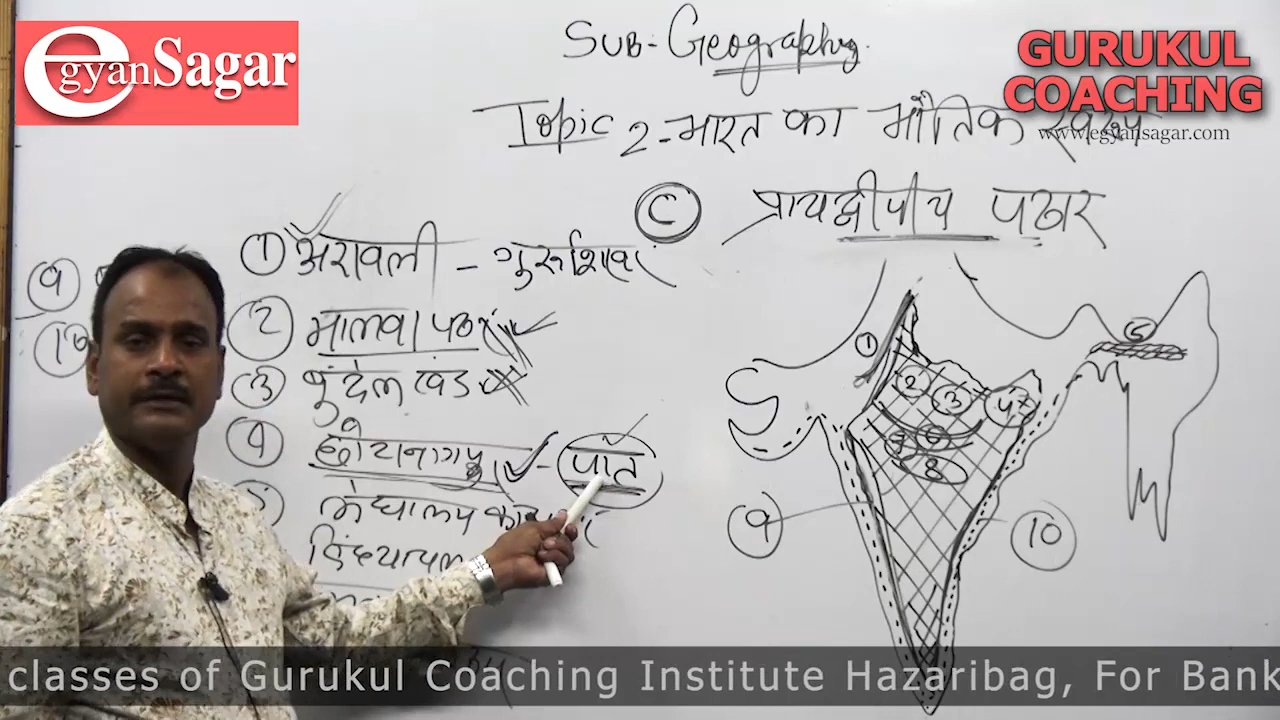 egyanSagar
GURUKUL
COACHING
www.egyansagar.com
SUB- Geography.
Topic 2- भारत का भौतिक स्वरूप
C प्रायद्वीपीय पठार
1 अरावली - गुरुशिखर
2 मालवा पठार
3 बुंदेलखंड
4 छोटानागपुर - पाट
5 मेघालय
विंध्याचल
9
10
1
2
3
4
5
8
9
10
classes of Gurukul Coaching Institute Hazaribag, For Bank